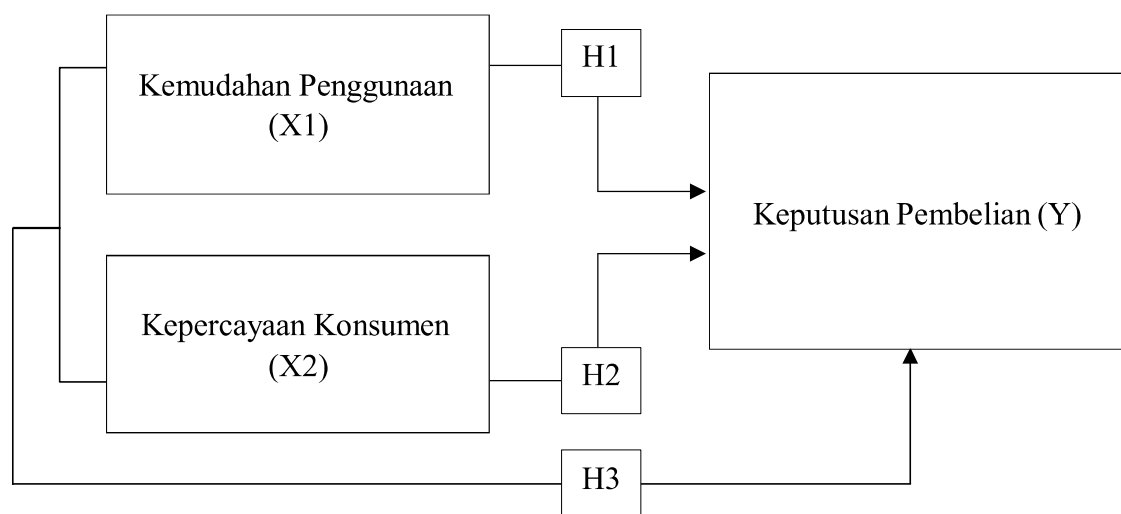 Kemudahan Penggunaan
(X1)
H1
Keputusan Pembelian (Y)
Kepercayaan Konsumen
(X2)
H2
H3